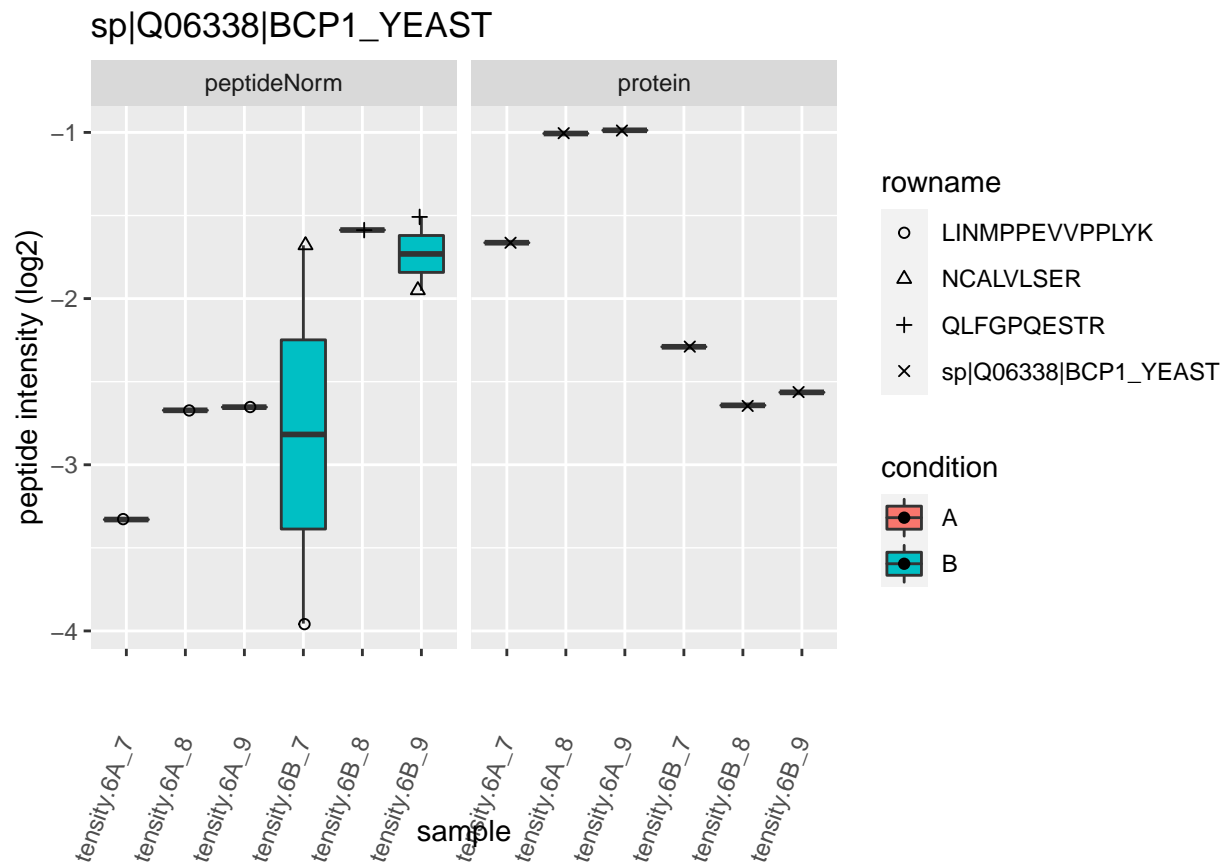 sp|Q06338|BCP1_YEAST
peptideNorm
protein
peptide intensity (log2)
−1
−2
−3
−4
tensity.6A_7
tensity.6A_8
tensity.6A_9
tensity.6B_7
tensity.6B_8
tensity.6B_9
tensity.6A_7
tensity.6A_8
tensity.6A_9
tensity.6B_7
tensity.6B_8
tensity.6B_9
sample
rowname
LINMPPEVVPPLYK
NCALVLSER
QLFGPQESTR
sp|Q06338|BCP1_YEAST
condition
A
B